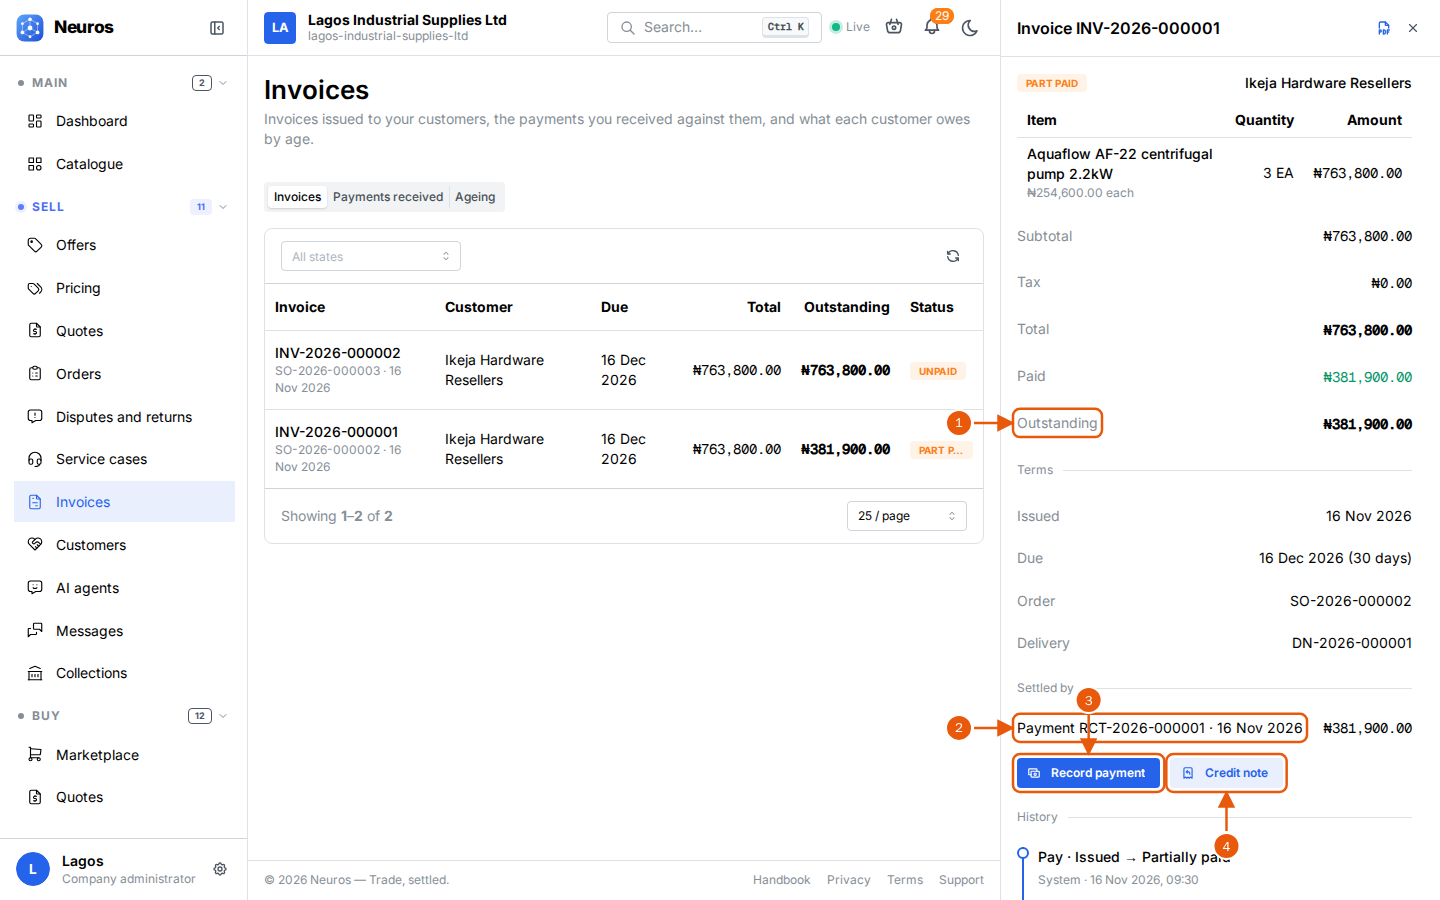 Neuros
MAIN
2
Dashboard
Catalogue
SELL
11
Offers
Pricing
Quotes
Orders
Disputes and returns
Service cases
Invoices
Customers
AI agents
Messages
Collections
BUY
12
Marketplace
Quotes
L
Lagos
Company administrator
LA
Lagos Industrial Supplies Ltd
lagos-industrial-supplies-ltd
Search...
Ctrl K
Live
29
Invoices
Invoices issued to your customers, the payments you received against them, and what each customer owes
by age.
Invoices
Payments received
Ageing
All states
Invoice Customer Due Total Outstanding Status
INV-2026-000002
SO-2026-000003 · 16
Nov 2026
Ikeja Hardware
Resellers
16 Dec
2026
₦763,800.00
₦763,800.00
UNPAID
INV-2026-000001
SO-2026-000002 · 16
Nov 2026
Ikeja Hardware
Resellers
16 Dec
2026
₦763,800.00
₦381,900.00
PART P...
Showing 1–2 of 2
25 / page
© 2026 Neuros — Trade, settled.
Handbook
Privacy
Terms
Support
Invoice INV-2026-000001
PDF
PART PAID
Ikeja Hardware Resellers
Item Quantity Amount
Aquaflow AF-22 centrifugal
pump 2.2kW
₦254,600.00 each
3 EA
₦763,800.00
Subtotal ₦763,800.00
Tax ₦0.00
Total ₦763,800.00
Paid ₦381,900.00
1
Outstanding ₦381,900.00
Terms
Issued 16 Nov 2026
Due 16 Dec 2026 (30 days)
Order SO-2026-000002
Delivery DN-2026-000001
Settled by
3
2
Payment RCT-2026-000001 · 16 Nov 2026 ₦381,900.00
Record payment
Credit note
History
4
Pay · Issued → Partially paid
System · 16 Nov 2026, 09:30